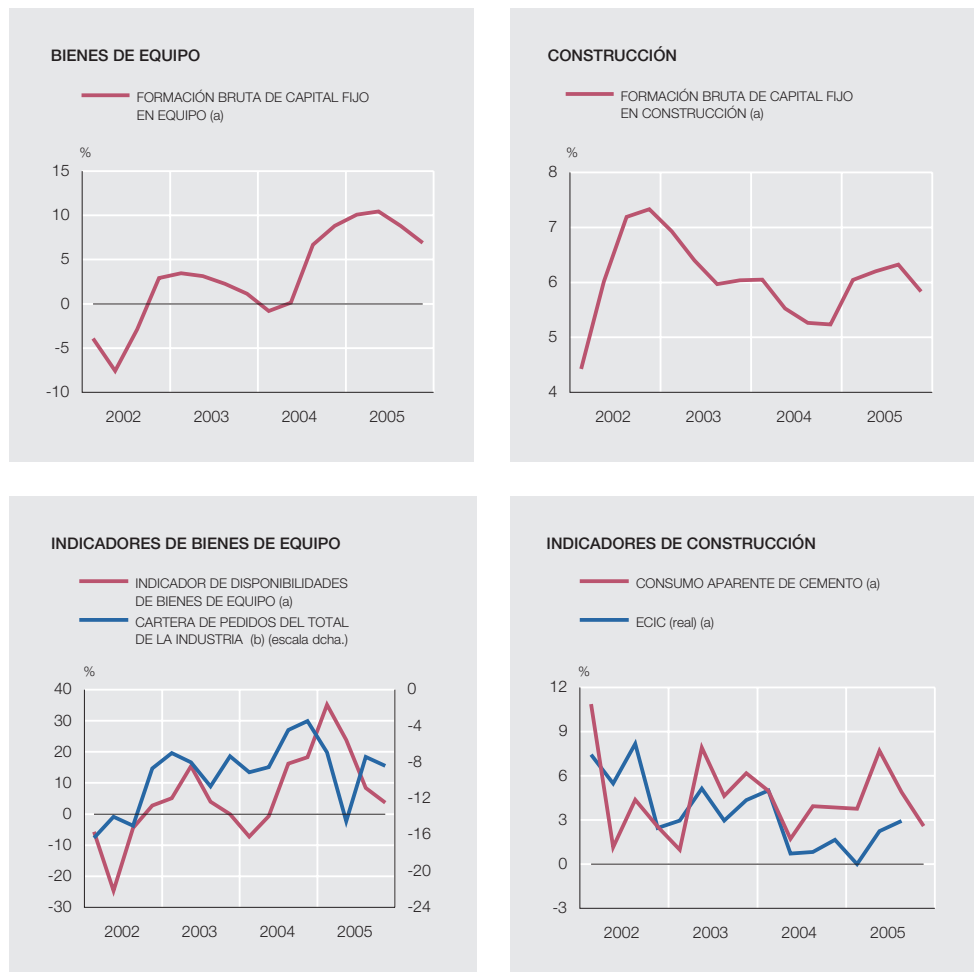 BIENES DE EQUIPO
FORMACIÓN BRUTA DE CAPITAL FIJO
EN EQUIPO (a)
%
15
10
5
0
-5
-10
2002 2003 2004 2005
CONSTRUCCIÓN
FORMACIÓN BRUTA DE CAPITAL FIJO
EN CONSTRUCCIÓN (a)
%
8
7
6
5
4
2002 2003 2004 2005
INDICADORES DE BIENES DE EQUIPO
INDICADOR DE DISPONIBILIDADES
DE BIENES DE EQUIPO (a)
CARTERA DE PEDIDOS DEL TOTAL
DE LA INDUSTRIA (b) (escala dcha.)
%
40 0
30 -4
20 -8
10 -12
0 -16
-10 -20
-20 -24
-30
2002 2003 2004 2005
INDICADORES DE CONSTRUCCIÓN
CONSUMO APARENTE DE CEMENTO (a)
ECIC (real) (a)
%
12
9
6
3
0
-3
2002 2003 2004 2005